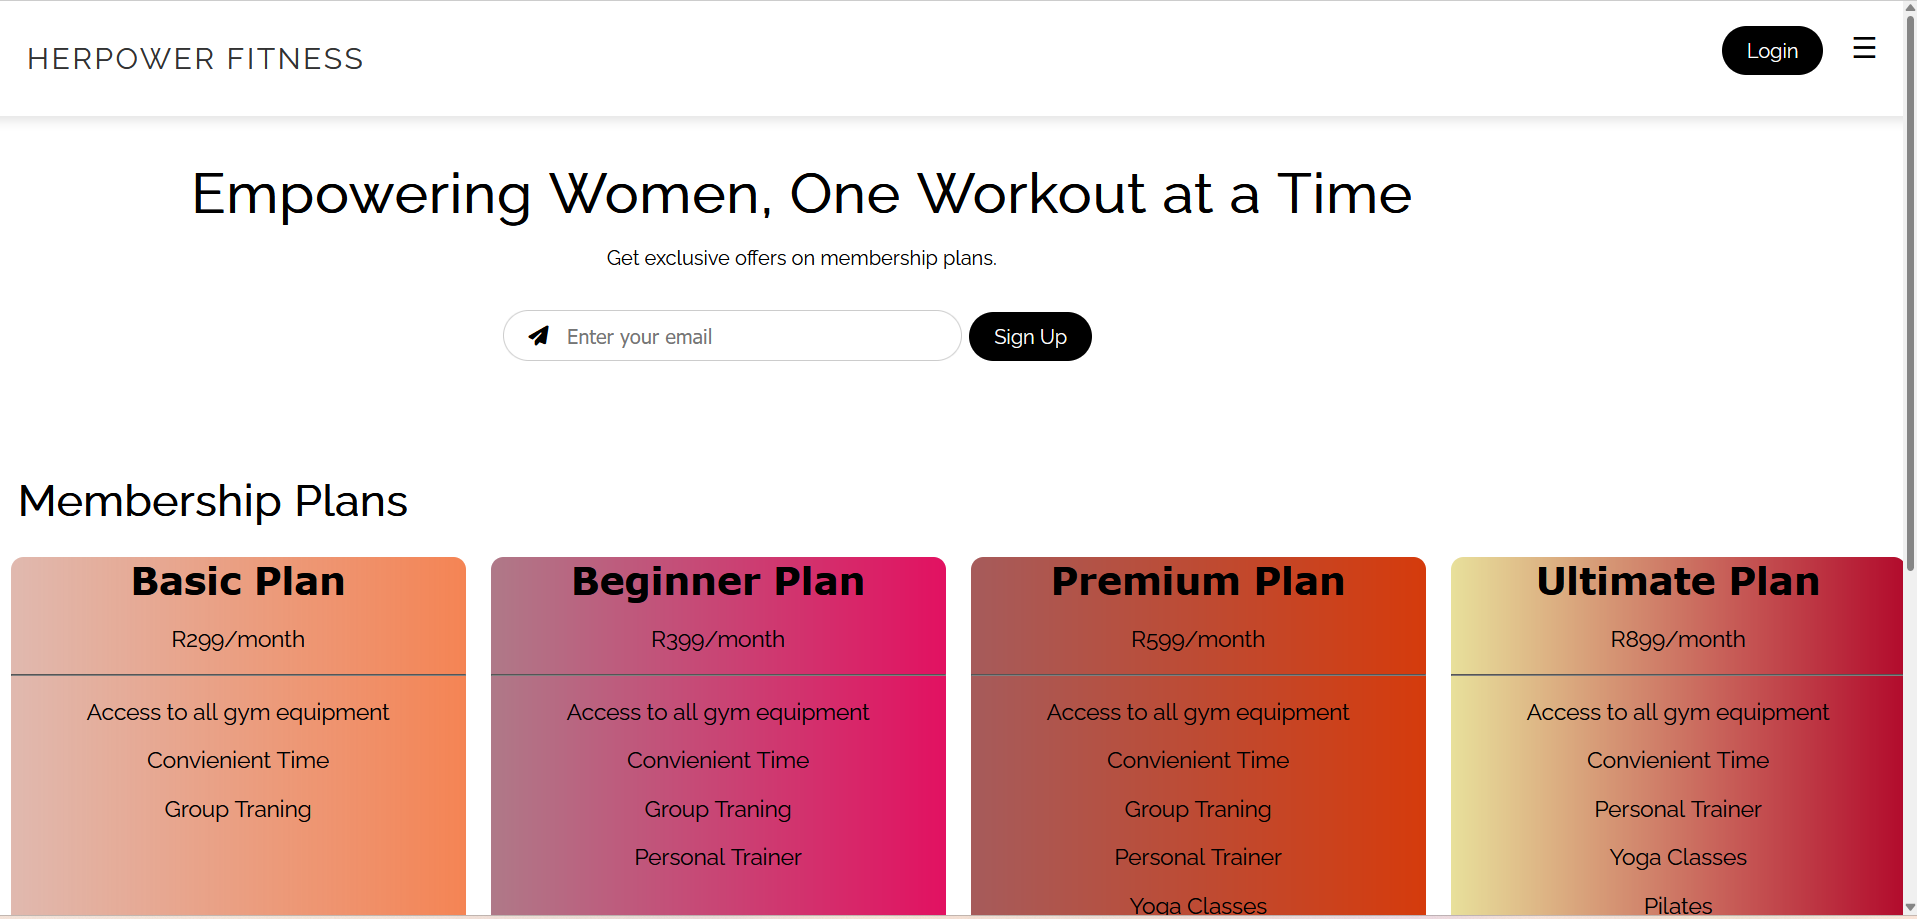 HERPOWER FITNESS
Login
Empowering Women, One Workout at a Time
Get exclusive offers on membership plans.
Enter your email
Sign Up
Membership Plans
Basic Plan
R299/month
Access to all gym equipment
Convienient Time
Group Traning
Beginner Plan
R399/month
Access to all gym equipment
Convienient Time
Group Traning
Personal Trainer
Premium Plan
R599/month
Access to all gym equipment
Convienient Time
Group Traning
Personal Trainer
Yoga Classes
Ultimate Plan
R899/month
Access to all gym equipment
Convienient Time
Personal Trainer
Yoga Classes
Pilates